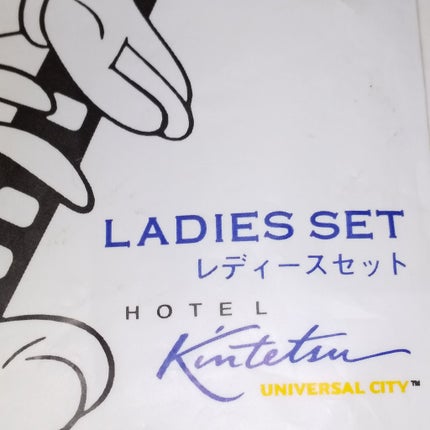 LADIES SET
レディースセット
HOTEL
Kintetsu
UNIVERSAL CITY™